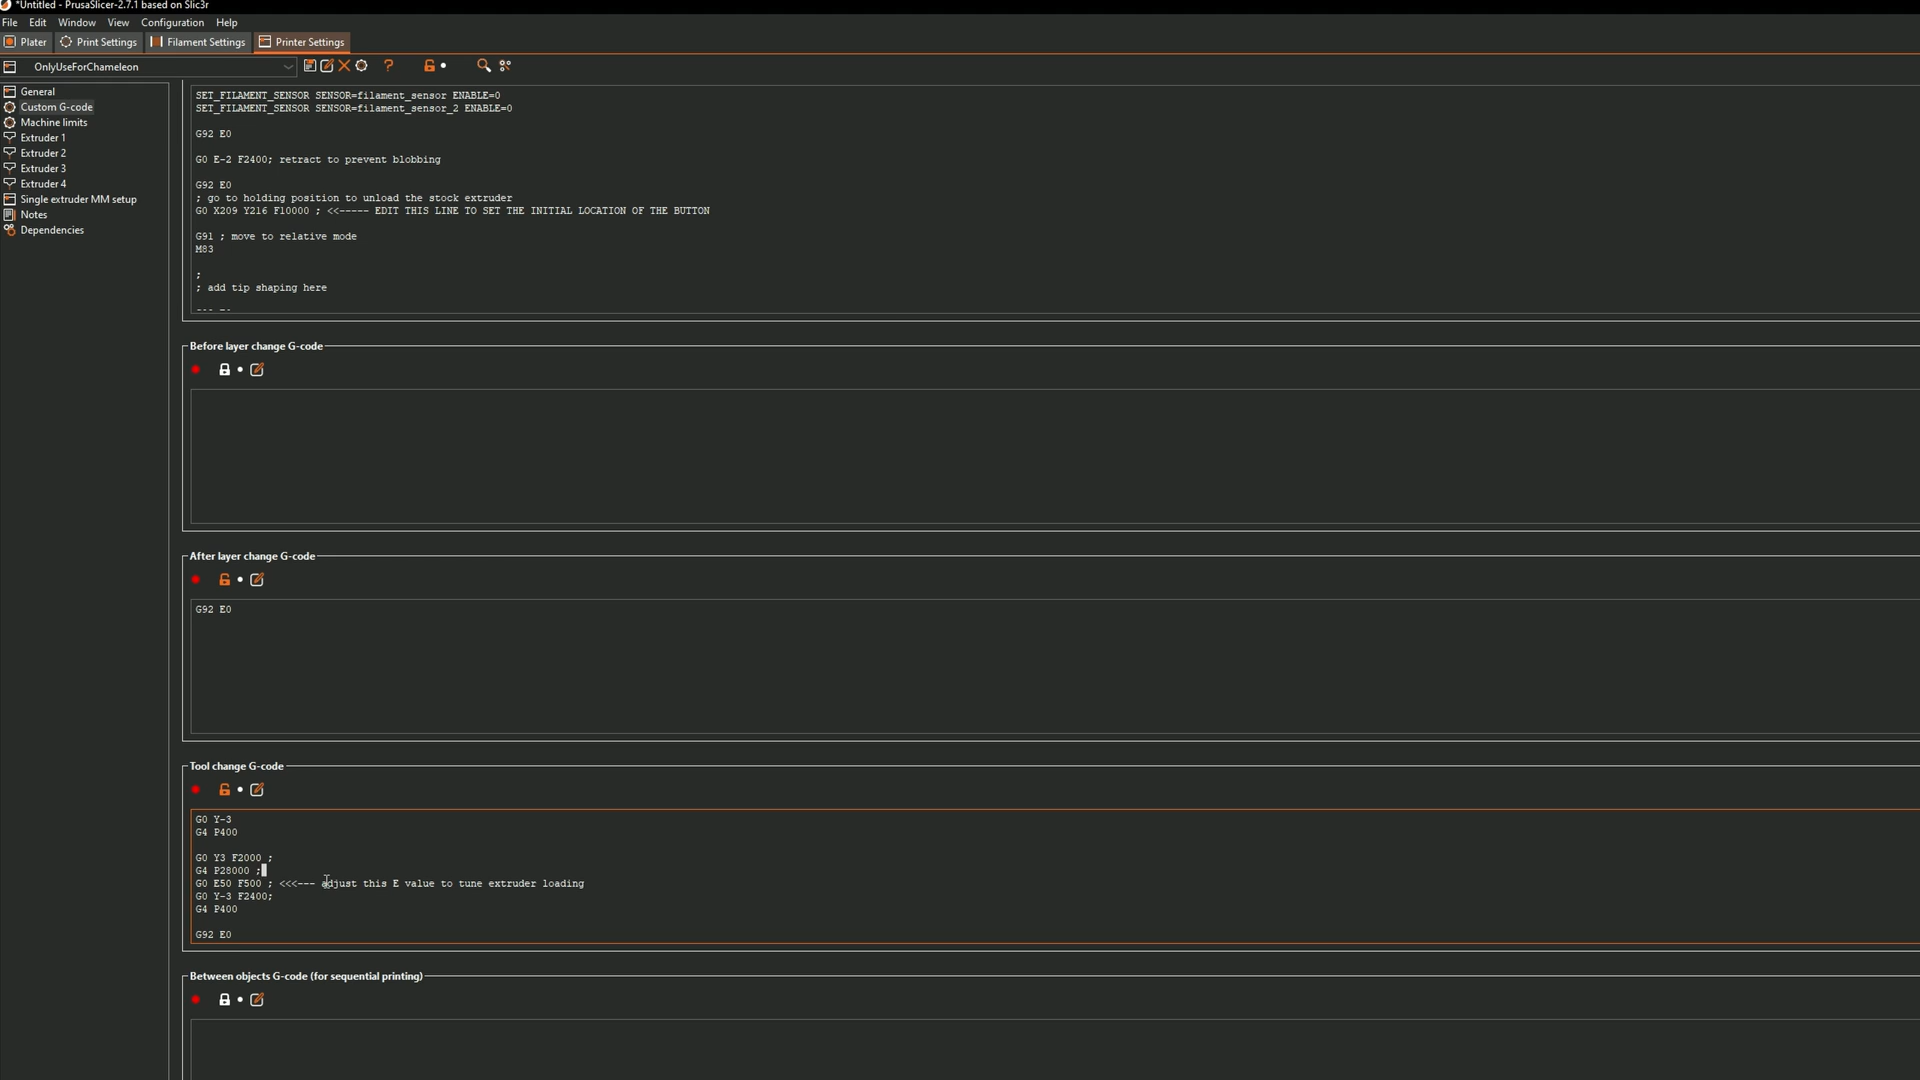 *Untitled - PrusaSlicer-2.7.1 based on Slic3r
File Edit Window View Configuration Help
Plater Print Settings Filament Settings Printer Settings
OnlyUseForChameleon
General
Custom G-code
Machine limits
Extruder 1
Extruder 2
Extruder 3
Extruder 4
Single extruder MM setup
Notes
Dependencies
SET_FILAMENT_SENSOR SENSOR=filament_sensor ENABLE=0
SET_FILAMENT_SENSOR SENSOR=filament_sensor_2 ENABLE=0
G92 E0
G0 E-2 F2400; retract to prevent blobbing
G92 E0
; go to holding position to unload the stock extruder
G0 X209 Y216 F10000 ; <<----- EDIT THIS LINE TO SET THE INITIAL LOCATION OF THE BUTTON
G91 ; move to relative mode
M83
;
; add tip shaping here
Before layer change G-code
After layer change G-code
G92 E0
Tool change G-code
G0 Y-3
G4 P400
G0 Y3 F2000 ;
G4 P28000 ;
G0 E50 F500 ; <<<--- adjust this E value to tune extruder loading
G0 Y-3 F2400;
G4 P400
G92 E0
Between objects G-code (for sequential printing)